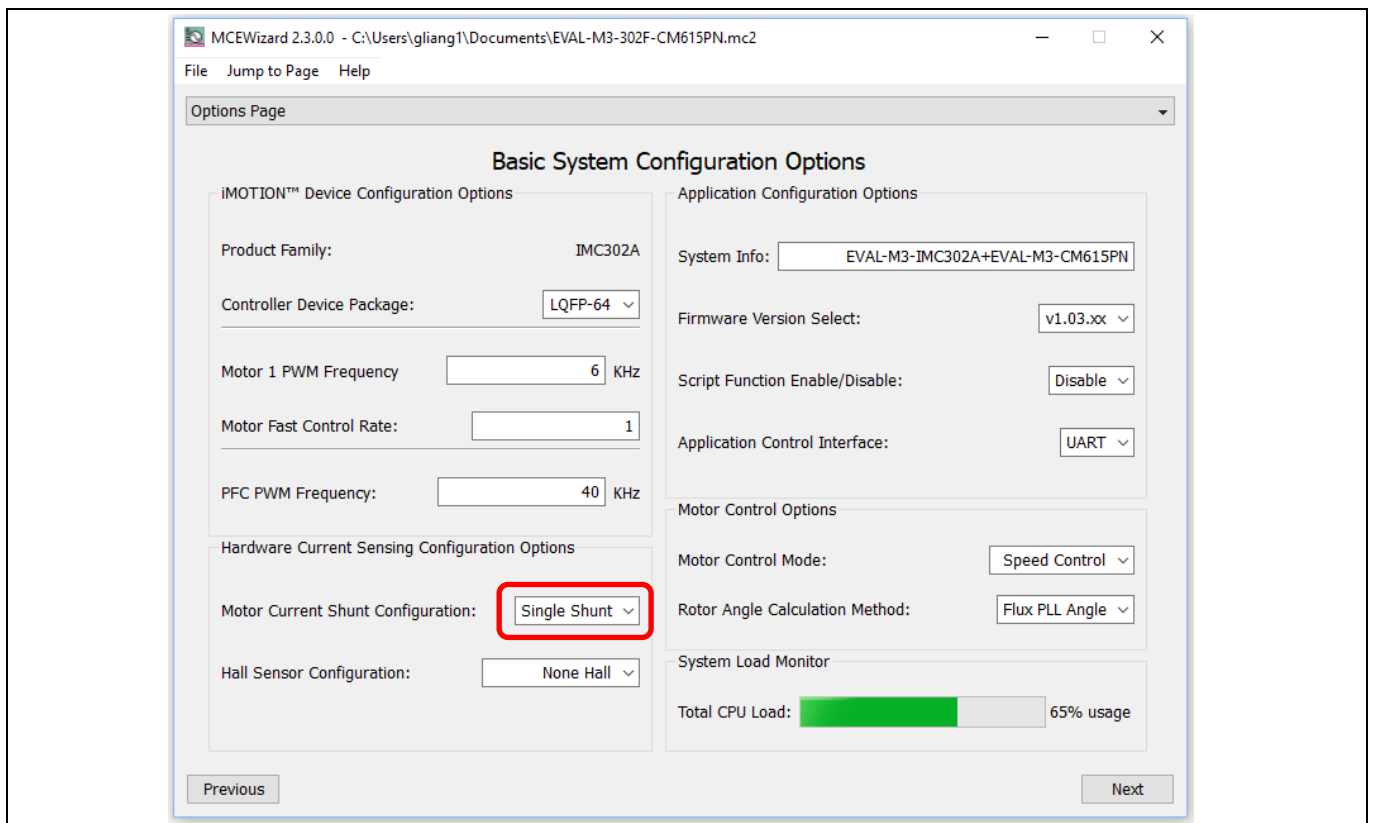 MCEWizard 2.3.0.0 - C:\Users\gliang1\Documents\EVAL-M3-302F-CM615PN.mc2
File Jump to Page Help
Options Page
Basic System Configuration Options
iMOTION™ Device Configuration Options
Product Family: IMC302A
Controller Device Package: LQFP-64
Motor 1 PWM Frequency 6 KHz
Motor Fast Control Rate: 1
PFC PWM Frequency: 40 KHz
Hardware Current Sensing Configuration Options
Motor Current Shunt Configuration: Single Shunt
Hall Sensor Configuration: None Hall
Application Configuration Options
System Info: EVAL-M3-IMC302A+EVAL-M3-CM615PN
Firmware Version Select: v1.03.xx
Script Function Enable/Disable: Disable
Application Control Interface: UART
Motor Control Options
Motor Control Mode: Speed Control
Rotor Angle Calculation Method: Flux PLL Angle
System Load Monitor
Total CPU Load: 65% usage
Previous Next